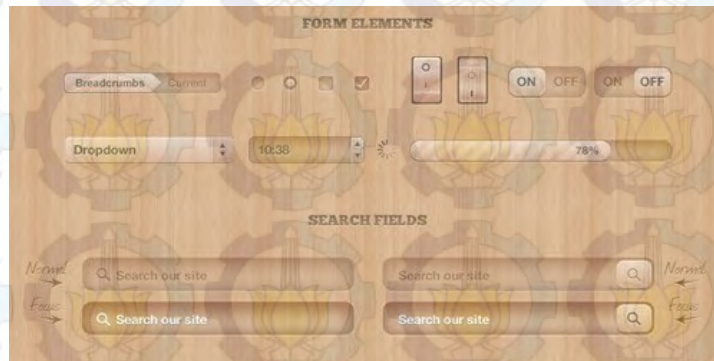 FORM ELEMENTS
Breadcrumbs Current
ON OFF ON OFF
Dropdown 10:38 78%
SEARCH FIELDS
Normal Search our site Search our site Normal
Focus Search our site Search our site Focus